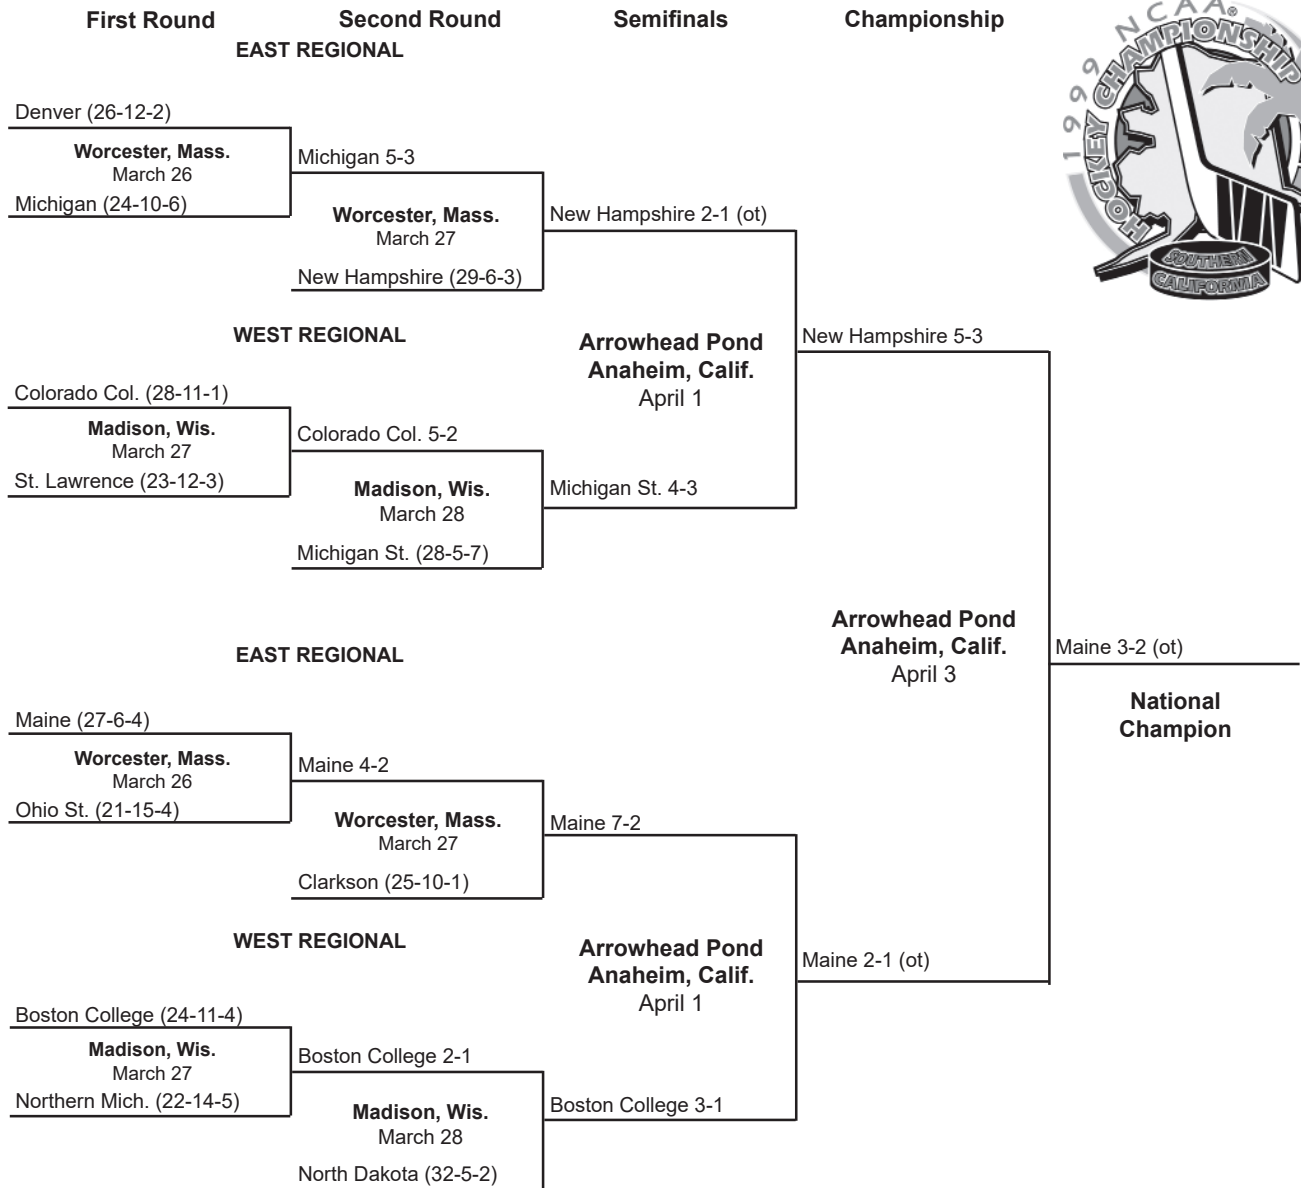 First Round Second Round Semifinals Championship
EAST REGIONAL
Denver (26-12-2)
Worcester, Mass.
March 26
Michigan (24-10-6)
Michigan 5-3
Worcester, Mass.
March 27
New Hampshire (29-6-3)
New Hampshire 2-1 (ot)
WEST REGIONAL
Colorado Col. (28-11-1)
Madison, Wis.
March 27
St. Lawrence (23-12-3)
Colorado Col. 5-2
Madison, Wis.
March 28
Michigan St. (28-5-7)
Michigan St. 4-3
Arrowhead Pond
Anaheim, Calif.
April 1
New Hampshire 5-3
EAST REGIONAL
Maine (27-6-4)
Worcester, Mass.
March 26
Ohio St. (21-15-4)
Maine 4-2
Worcester, Mass.
March 27
Clarkson (25-10-1)
Maine 7-2
WEST REGIONAL
Boston College (24-11-4)
Madison, Wis.
March 27
Northern Mich. (22-14-5)
Boston College 2-1
Madison, Wis.
March 28
North Dakota (32-5-2)
Boston College 3-1
Arrowhead Pond
Anaheim, Calif.
April 1
Maine 2-1 (ot)
Arrowhead Pond
Anaheim, Calif.
April 3
Maine 3-2 (ot)
National
Champion
1999 NCAA®
HOCKEY CHAMPIONSHIP
SOUTHERN
CALIFORNIA